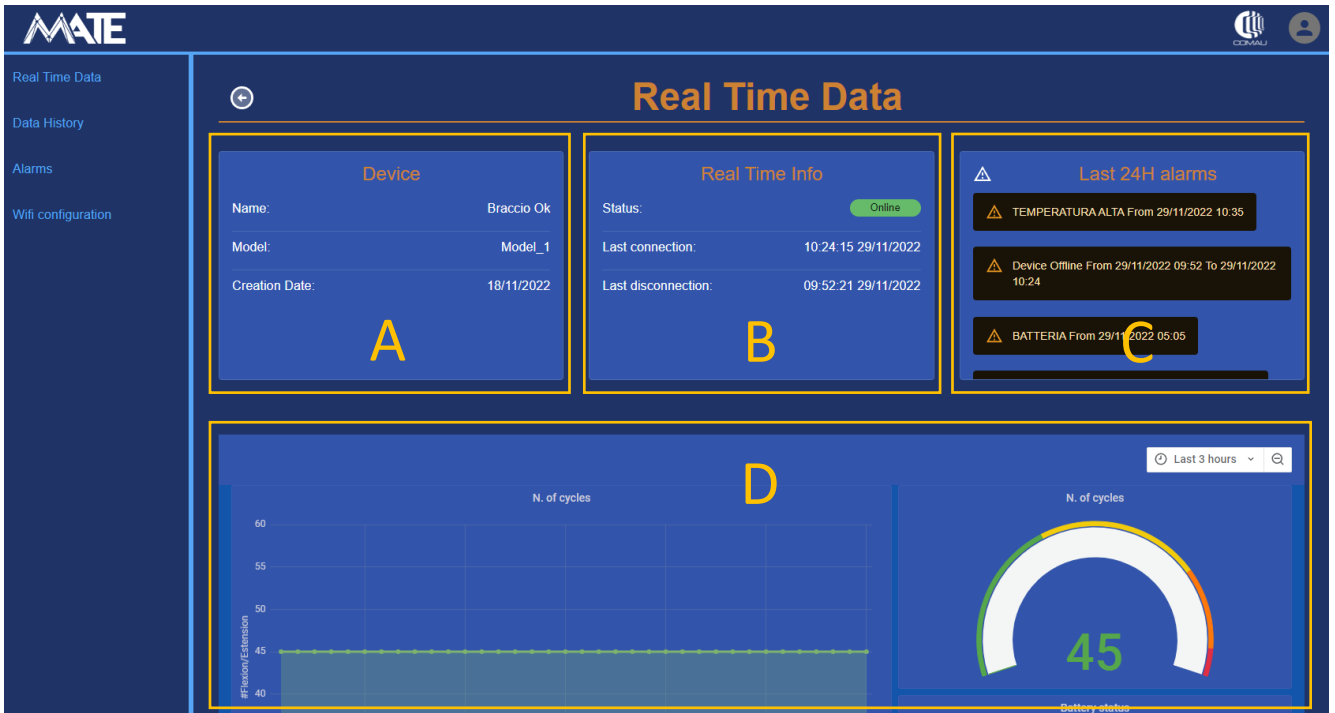 MATE
COMAU
Real Time Data
Data History
Alarms
Wifi configuration
Real Time Data
Device
Name: Braccio Ok
Model: Model_1
Creation Date: 18/11/2022
A
Real Time Info
Status: Online
Last connection: 10:24:15 29/11/2022
Last disconnection: 09:52:21 29/11/2022
B
Last 24H alarms
TEMPERATURA ALTA From 29/11/2022 10:35
Device Offline From 29/11/2022 09:52 To 29/11/2022
10:24
BATTERIA From 29/11/2022 05:05
C
D
Last 3 hours
N. of cycles
60
55
50
45
40
#Flexion/Estension
N. of cycles
45
Battery status